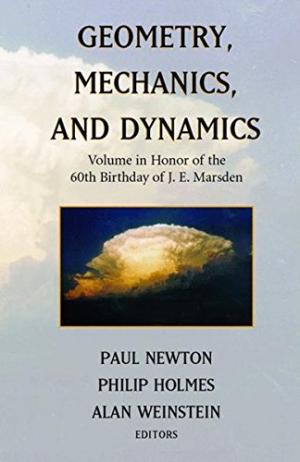 GEOMETRY,
MECHANICS,
AND DYNAMICS
Volume in Honor of the
60th Birthday of J. E. Marsden
PAUL NEWTON
PHILIP HOLMES
ALAN WEINSTEIN
EDITORS